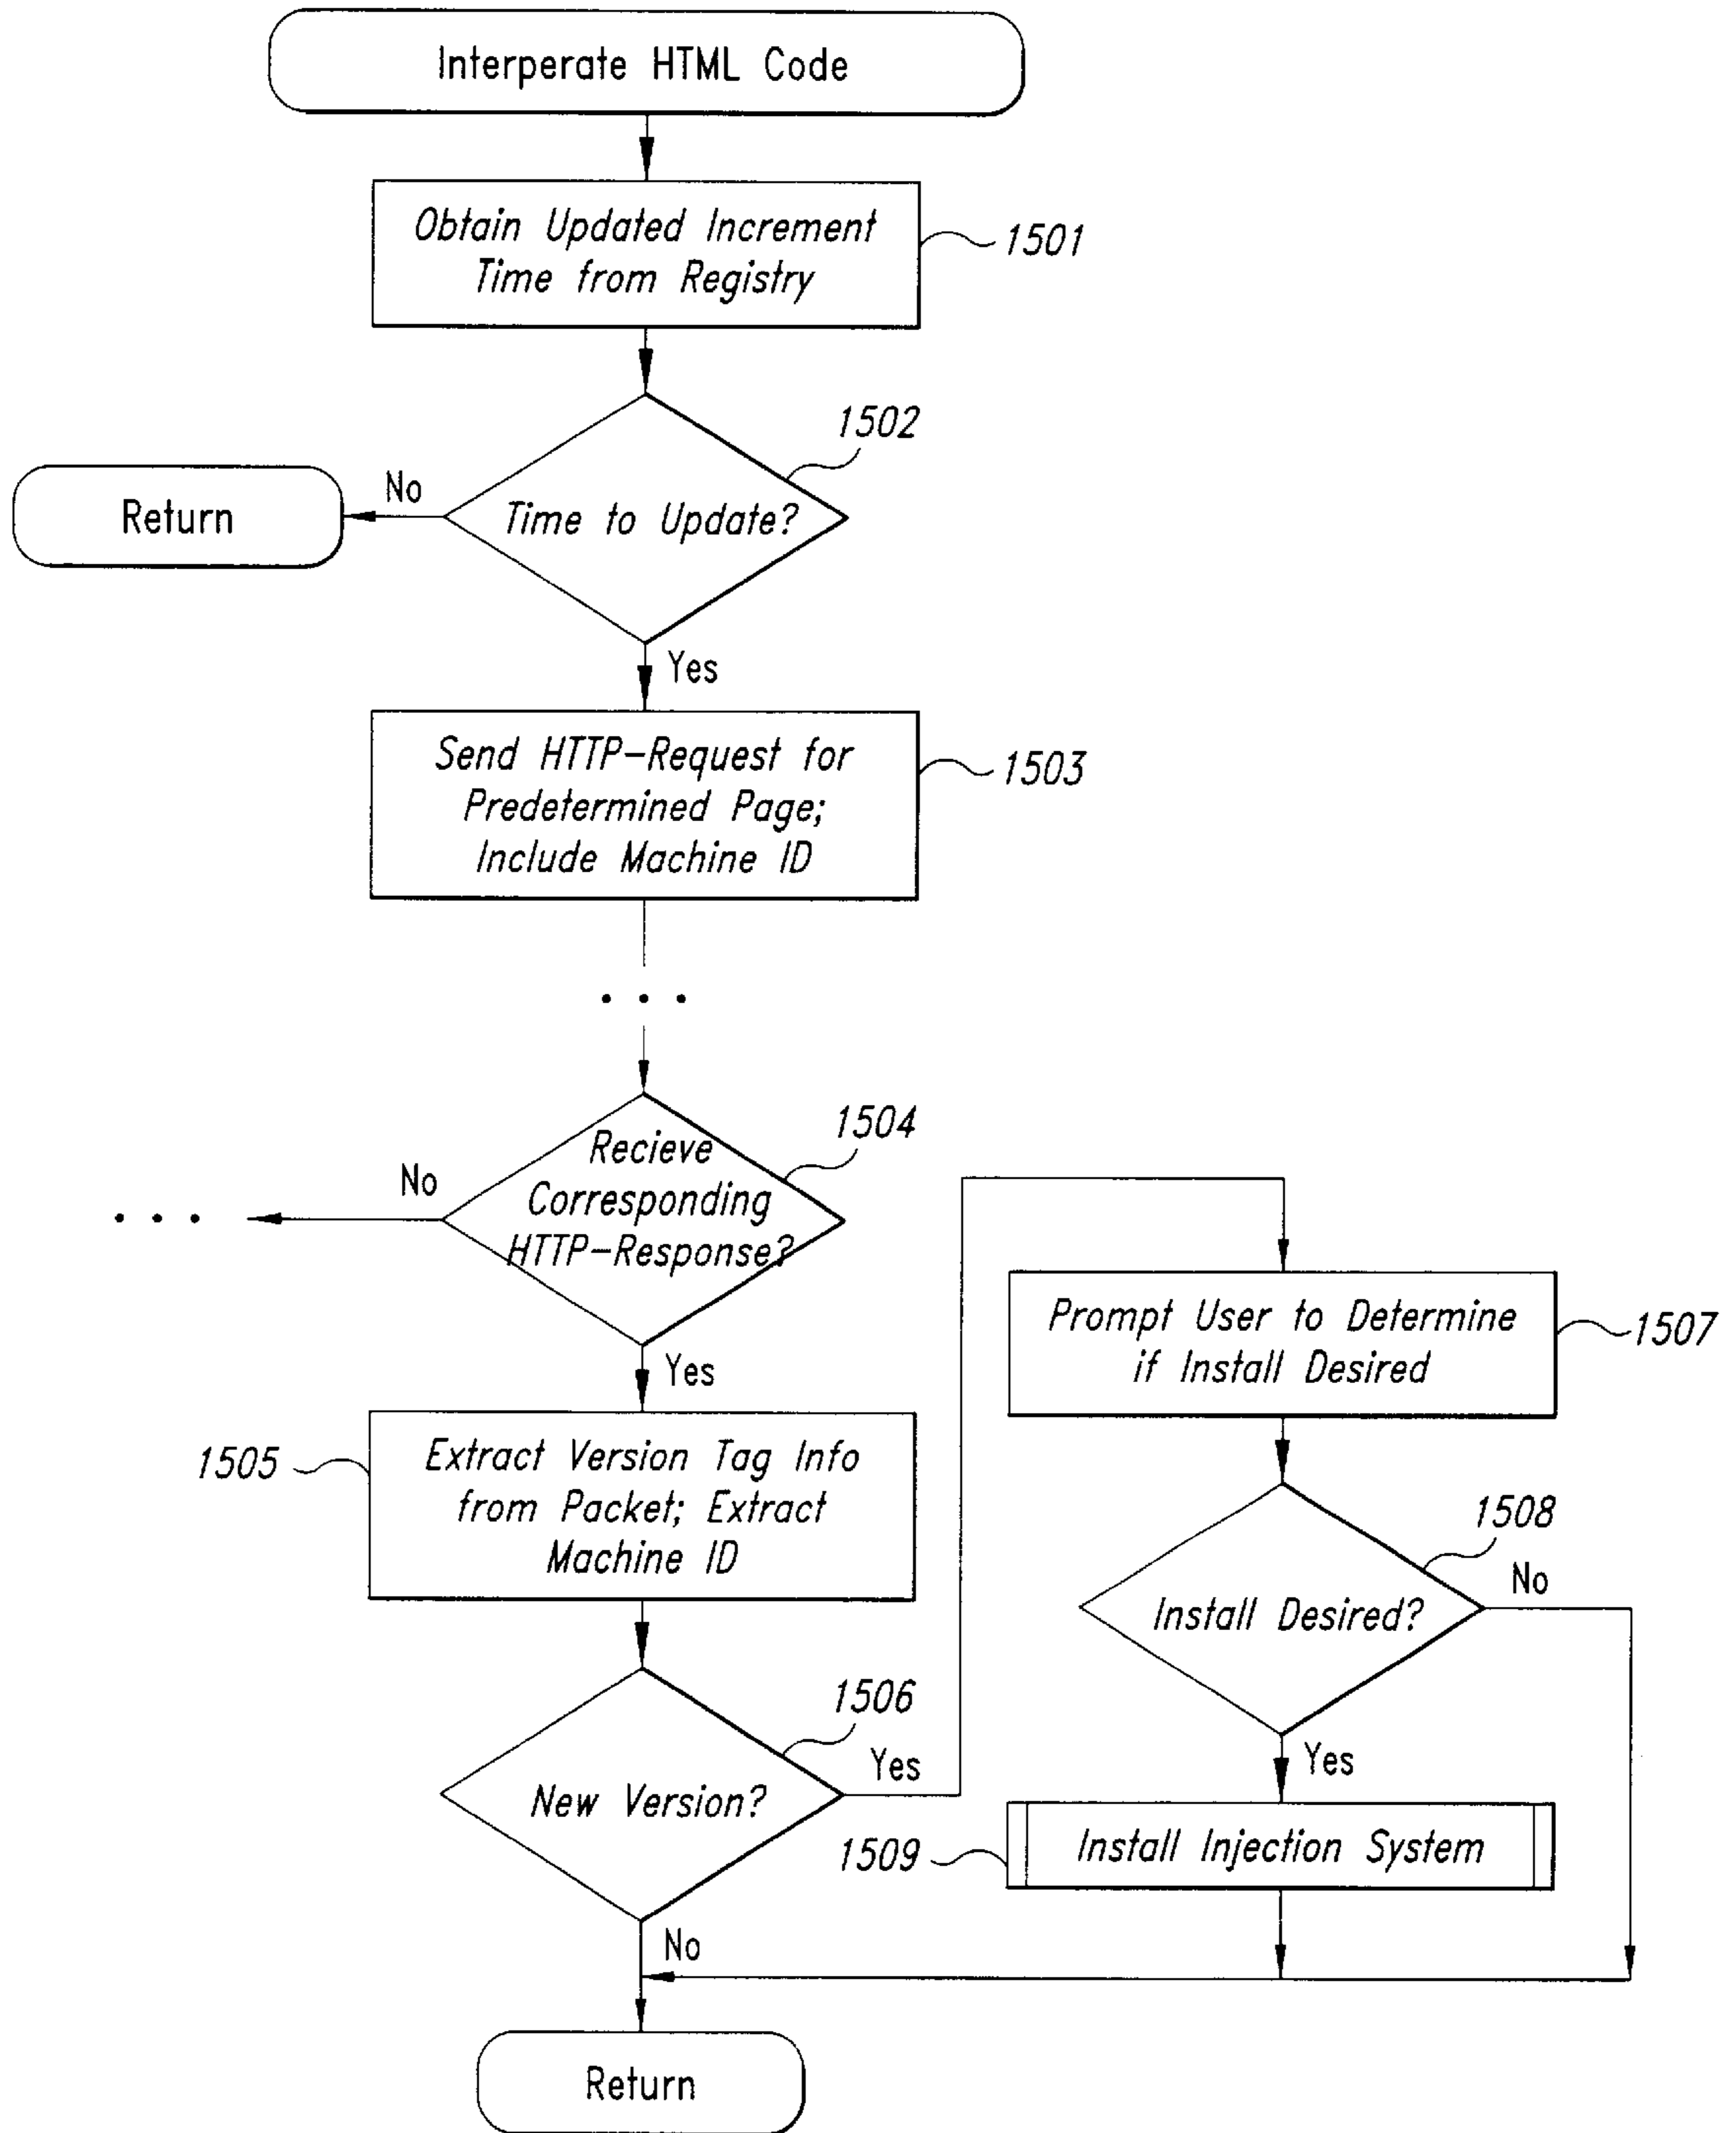 Interperate HTML Code
Obtain Updated Increment
Time from Registry
1501
1502
Time to Update?
No
Return
Yes
Send HTTP-Request for
Predetermined Page;
Include Machine ID
1503
. . .
1504
Recieve
Corresponding
HTTP-Response?
No
. . .
Yes
1505
Extract Version Tag Info
from Packet; Extract
Machine ID
1506
New Version?
Yes
No
Prompt User to Determine
if Install Desired
1507
1508
Install Desired?
No
Yes
1509
Install Injection System
Return